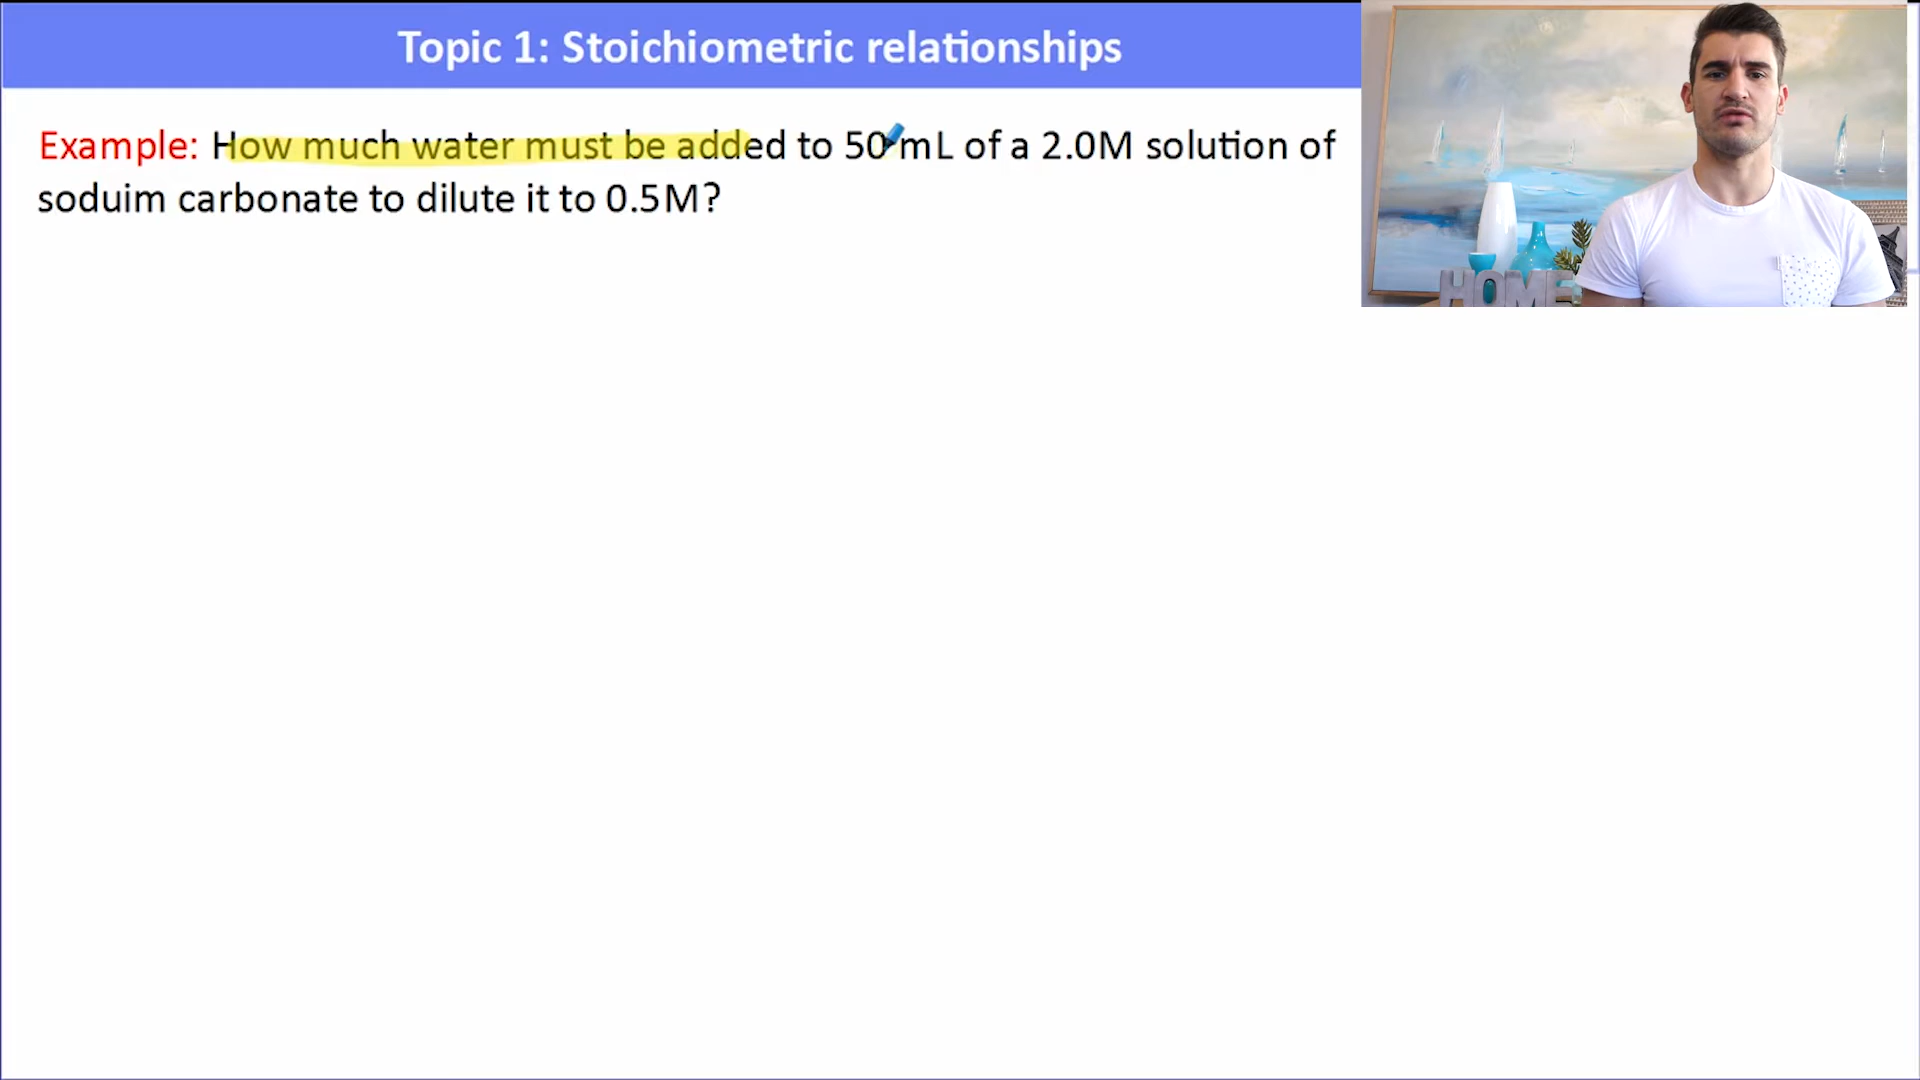 Topic 1: Stoichiometric relationships
Example: How much water must be added to 50 mL of a 2.0M solution of
soduim carbonate to dilute it to 0.5M?
HOME